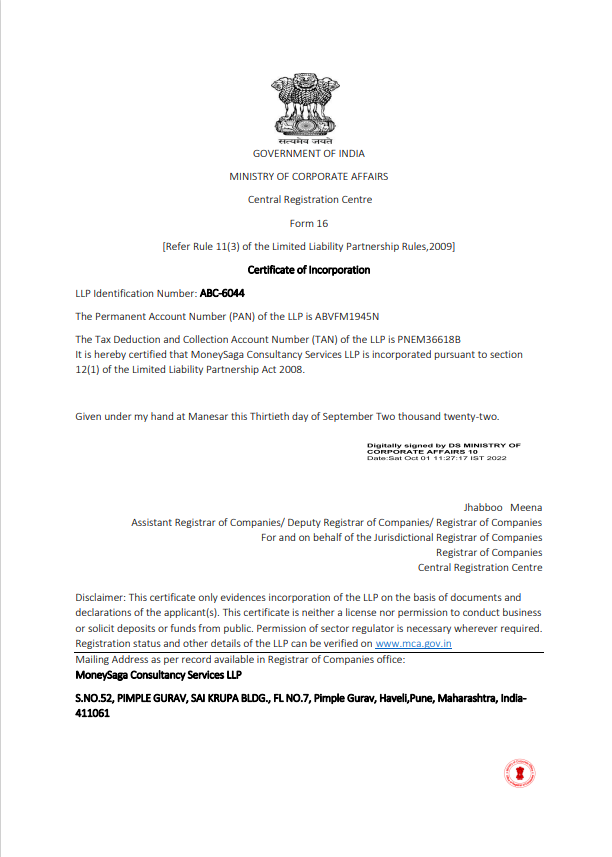 सत्यमेव जयते
GOVERNMENT OF INDIA
MINISTRY OF CORPORATE AFFAIRS
Central Registration Centre
Form 16
[Refer Rule 11(3) of the Limited Liability Partnership Rules,2009]
Certificate of Incorporation
LLP Identification Number: ABC-6044
The Permanent Account Number (PAN) of the LLP is ABVFM1945N
The Tax Deduction and Collection Account Number (TAN) of the LLP is PNEM36618B
It is hereby certified that MoneySaga Consultancy Services LLP is incorporated pursuant to section
12(1) of the Limited Liability Partnership Act 2008.
Given under my hand at Manesar this Thirtieth day of September Two thousand twenty-two.
Digitally signed by DS MINISTRY OF
CORPORATE AFFAIRS 10
Date:Sat Oct 01 11:27:17 IST 2022
Jhabboo Meena
Assistant Registrar of Companies/ Deputy Registrar of Companies/ Registrar of Companies
For and on behalf of the Jurisdictional Registrar of Companies
Registrar of Companies
Central Registration Centre
Disclaimer: This certificate only evidences incorporation of the LLP on the basis of documents and
declarations of the applicant(s). This certificate is neither a license nor permission to conduct business
or solicit deposits or funds from public. Permission of sector regulator is necessary wherever required.
Registration status and other details of the LLP can be verified on www.mca.gov.in
Mailing Address as per record available in Registrar of Companies office:
MoneySaga Consultancy Services LLP
S.NO.52, PIMPLE GURAV, SAI KRUPA BLDG., FL NO.7, Pimple Gurav, Haveli,Pune, Maharashtra, India-
411061